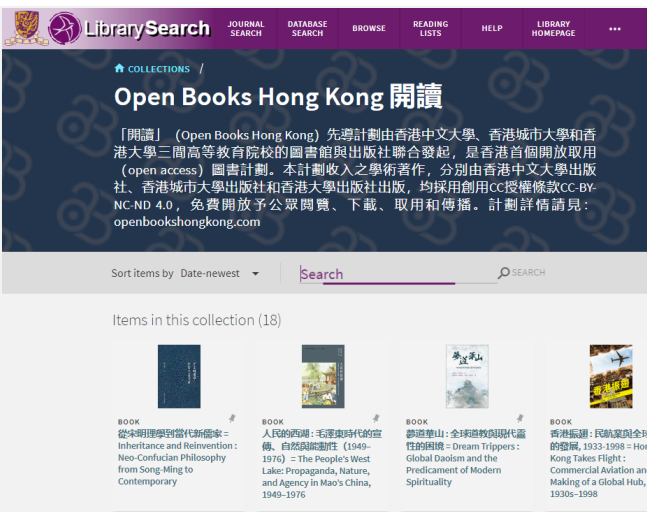 LibrarySearch
JOURNAL SEARCH
DATABASE SEARCH
BROWSE
READING LISTS
HELP
LIBRARY HOMEPAGE
...
COLLECTIONS /
Open Books Hong Kong 開讀
「開讀」(Open Books Hong Kong) 先導計劃由香港中文大學、香港城市大學和香
港大學三間高等教育院校的圖書館與出版社聯合發起，是香港首個開放取用
(open access) 圖書計劃。本計劃收入之學術著作，分別由香港中文大學出版
社、香港城市大學出版社和香港大學出版社出版，均採用創用CC授權條款CC-BY-
NC-ND 4.0，免費開放予公眾閱覽、下載、取用和傳播。計劃詳情請見：
openbookshongkong.com
Sort items by Date-newest
Search
SEARCH
Items in this collection (18)
BOOK
從宋明理學到當代新儒家 =
Inheritance and Reinvention :
Neo-Confucian Philosophy
from Song-Ming to
Contemporary
BOOK
人民的西湖 : 毛澤東時代的宣
傳、自然與能動性 (1949–
1976) = The People's West
Lake: Propaganda, Nature,
and Agency in Mao's China,
1949–1976
夢道華山
BOOK
夢道華山 : 全球道教與現代靈
性的困境 = Dream Trippers :
Global Daoism and the
Predicament of Modern
Spirituality
香港振翅
BOOK
香港振翅 : 民航業與全球
的發展, 1933-1998 = Hon
Kong Takes Flight :
Commercial Aviation and
Making of a Global Hub,
1930s–1998